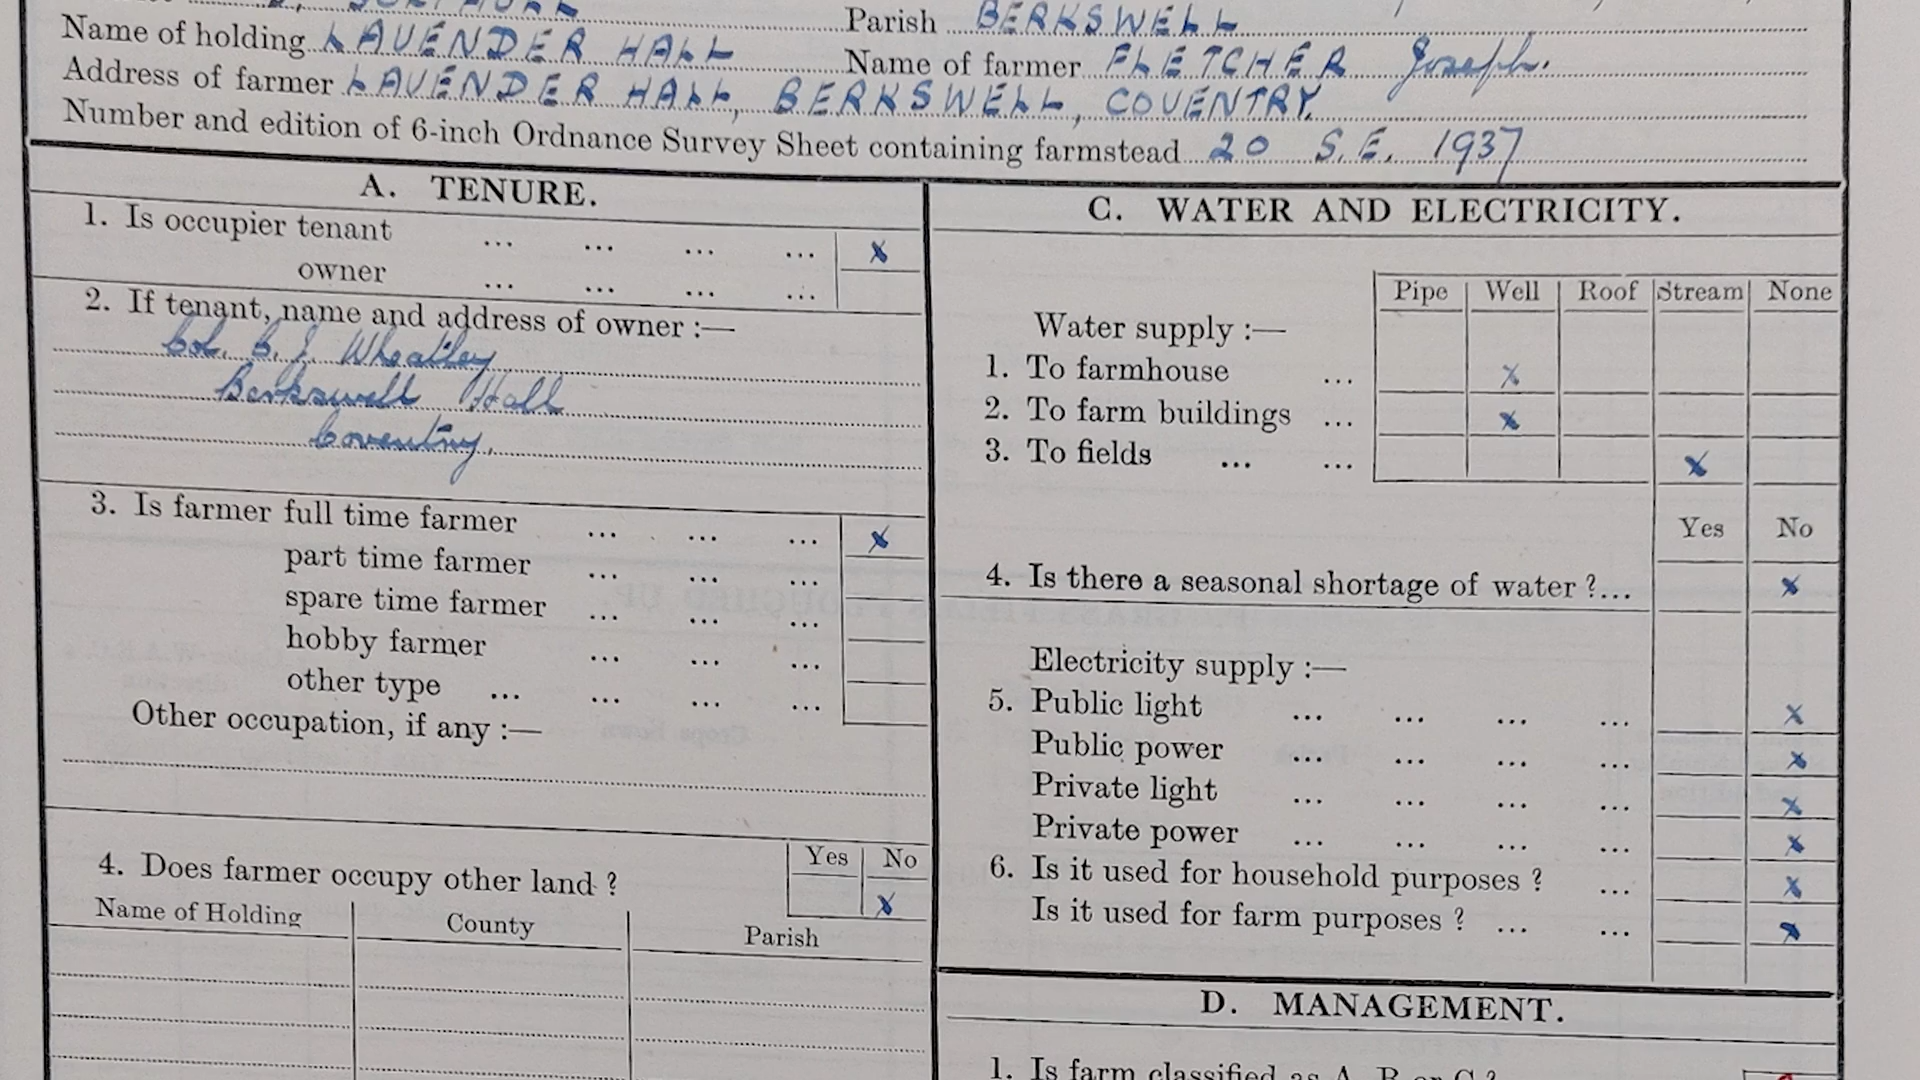 Parish BERKSWELL
Name of holding LAVENDER HALL Name of farmer FLETCHER Joseph.
Address of farmer LAVENDER HALL, BERKSWELL, COVENTRY.
Number and edition of 6-inch Ordnance Survey Sheet containing farmstead 20 S.E. 1937
A. TENURE.
1. Is occupier tenant ... ... ... ... x
owner ... ... ... ...
2. If tenant, name and address of owner :—
Col. C. J. Wheatley
Berkswell Hall
Coventry.
3. Is farmer full time farmer ... ... ... x
part time farmer ... ... ...
spare time farmer ... ... ...
hobby farmer ... ... ...
other type ... ... ... ...
Other occupation, if any :—
Yes No
4. Does farmer occupy other land ? x
Name of Holding County Parish
C. WATER AND ELECTRICITY.
Pipe Well Roof Stream None
Water supply :—
1. To farmhouse ... x
2. To farm buildings ... x
3. To fields ... ... x
Yes No
4. Is there a seasonal shortage of water ?... x
Electricity supply :—
5. Public light ... ... ... ... x
Public power ... ... ... ... x
Private light ... ... ... ... x
Private power ... ... ... ... x
6. Is it used for household purposes ? ... x
Is it used for farm purposes ? ... ... x
D. MANAGEMENT.
1. Is farm classified as A, B or C ?